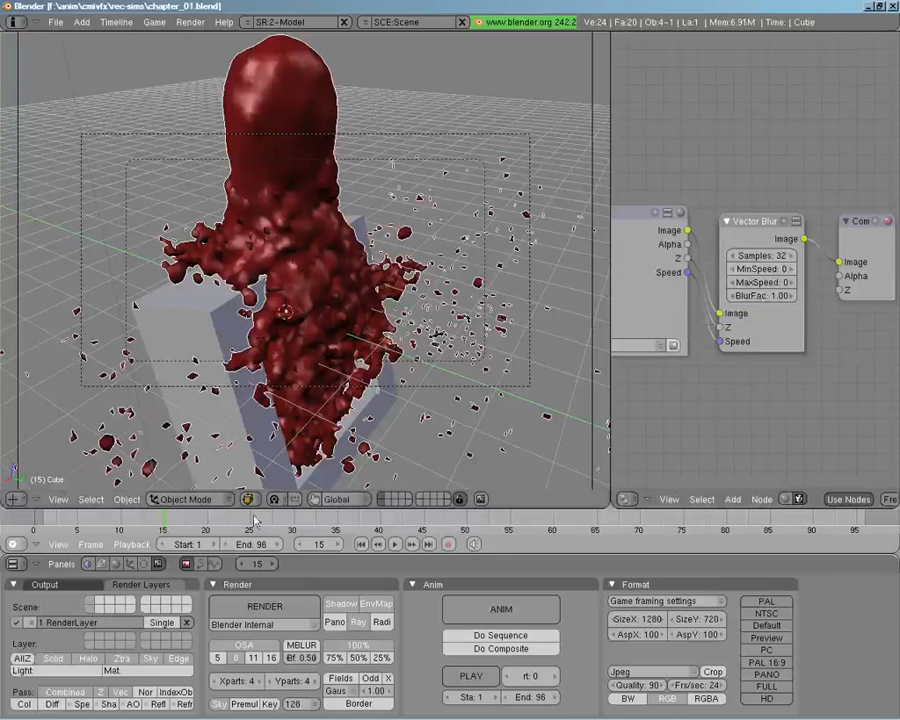 Blender [f:\anim\cmivfx\rec-sims\chapter_01.blend]
File Add Timeline Game Render Help SR:2-Model SCE:Scene www.blender.org 242.2 Ve:24 | Fa:20 | Ob:4-1 | La:1 | Mem:6.91M | Time: | Cube
Image
Alpha
Z
Speed
Vector Blur
Image
Samples: 32
MinSpeed: 0
MaxSpeed: 0
BlurFac: 1.00
Image
Z
Speed
Com
Image
Alpha
Z
(15) Cube
View Select Object Object Mode Global
View Select Add Node Use Nodes Fre
0 5 10 15 20 25 30 35 40 45 50 55 60 65 70 75 80 85 90 95
View Frame Playback Start: 1 End: 96 15
Panels 15
Output Render Layers
Scene:
1 RenderLayer Single
Layer:
AllZ Solid Halo Ztra Sky Edge
Light: Mat:
Pass: Combined Z Vec Nor IndexOb
Col Diff Spe Sha AO Refl Refr
Render
RENDER
Blender Internal
Shadow EnvMap
Pano Ray Radi
OSA
5 8 11 16
MBLUR
Bf: 0.50
100%
75% 50% 25%
Xparts: 4 Yparts: 4
Fields Odd X
Gaus 1.00
Sky Premul Key 128
Border
Anim
ANIM
Do Sequence
Do Composite
PLAY rt: 0
Sta: 1 End: 96
Format
Game framing settings
SizeX: 1280 SizeY: 720
AspX: 100 AspY: 100
Jpeg Crop
Quality: 90 Frs/sec: 24
BW RGB RGBA
PAL
NTSC
Default
Preview
PC
PAL 16:9
PANO
FULL
HD